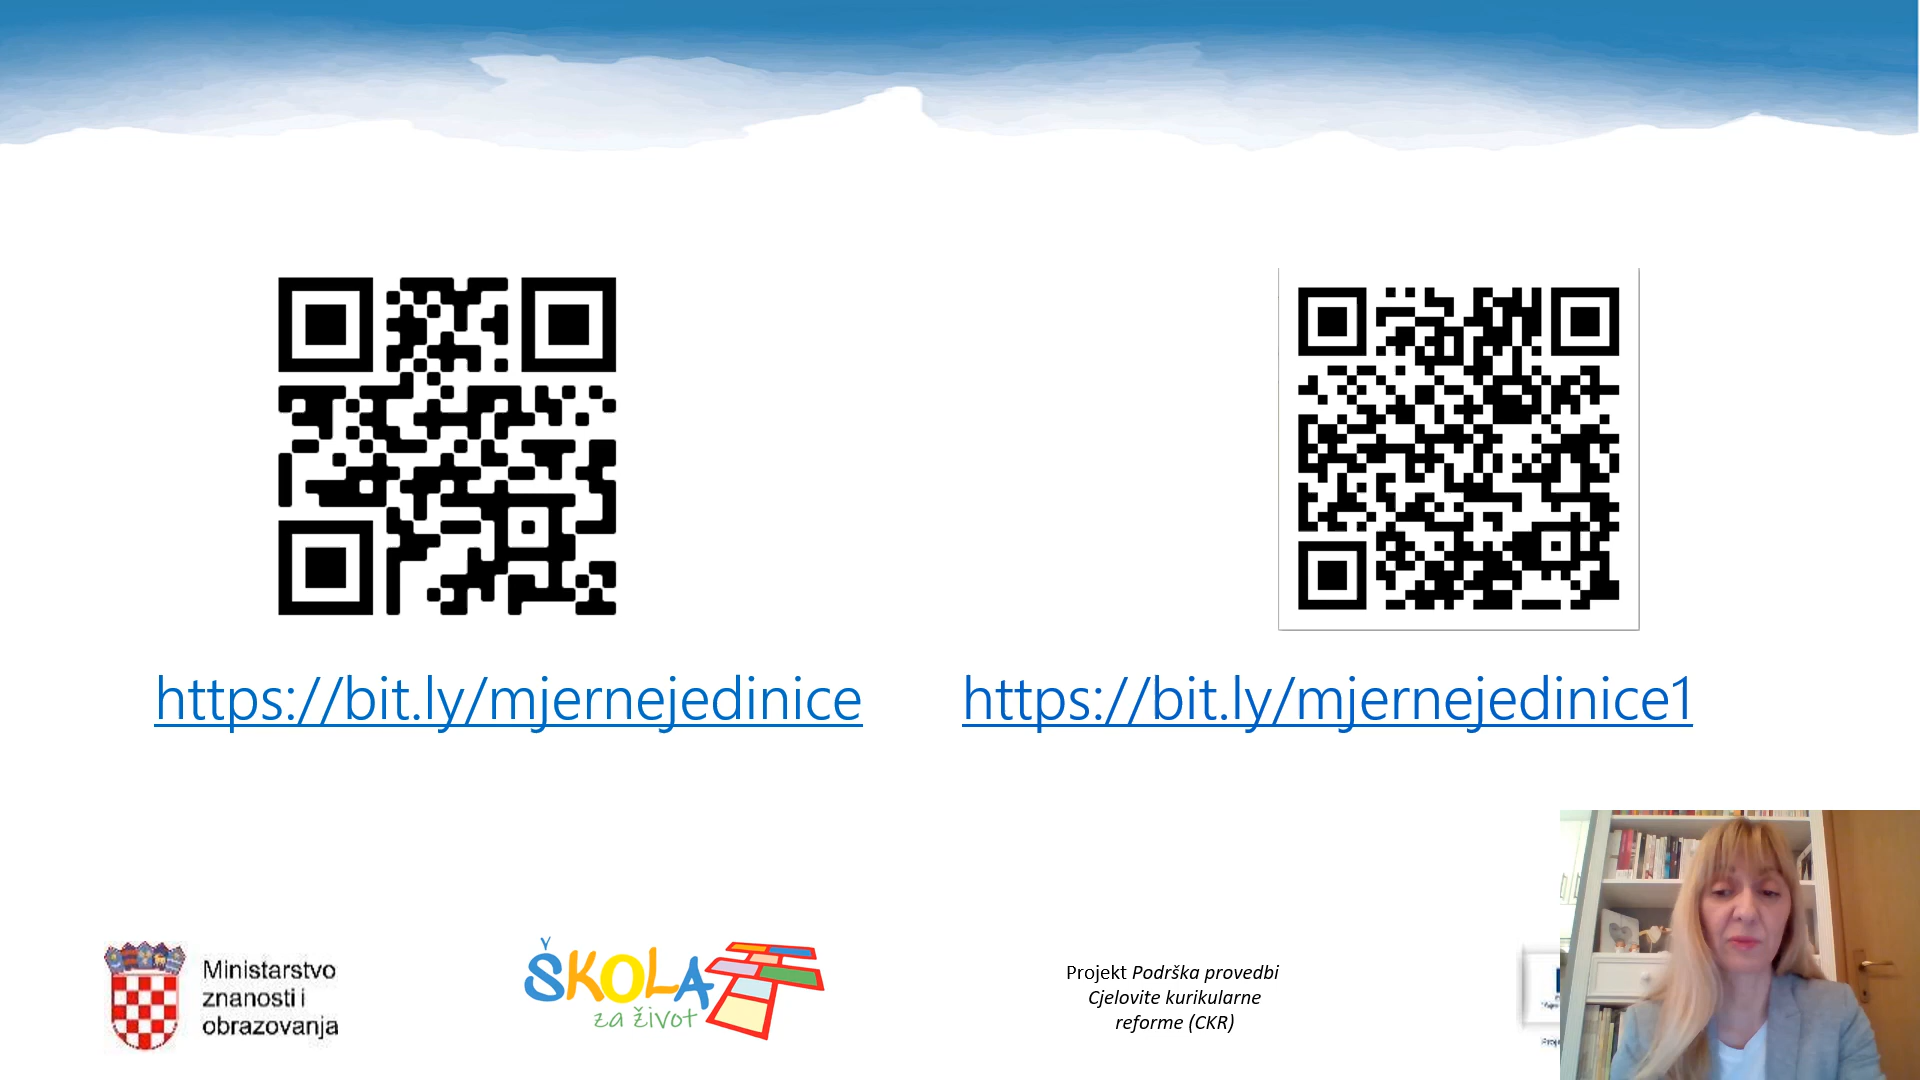 https://bit.ly/mjernejedinice
https://bit.ly/mjernejedinice1
Ministarstvo
znanosti i
obrazovanja
ŠKOLA
za život
Projekt Podrška provedbi
Cjelovite kurikularne
reforme (CKR)